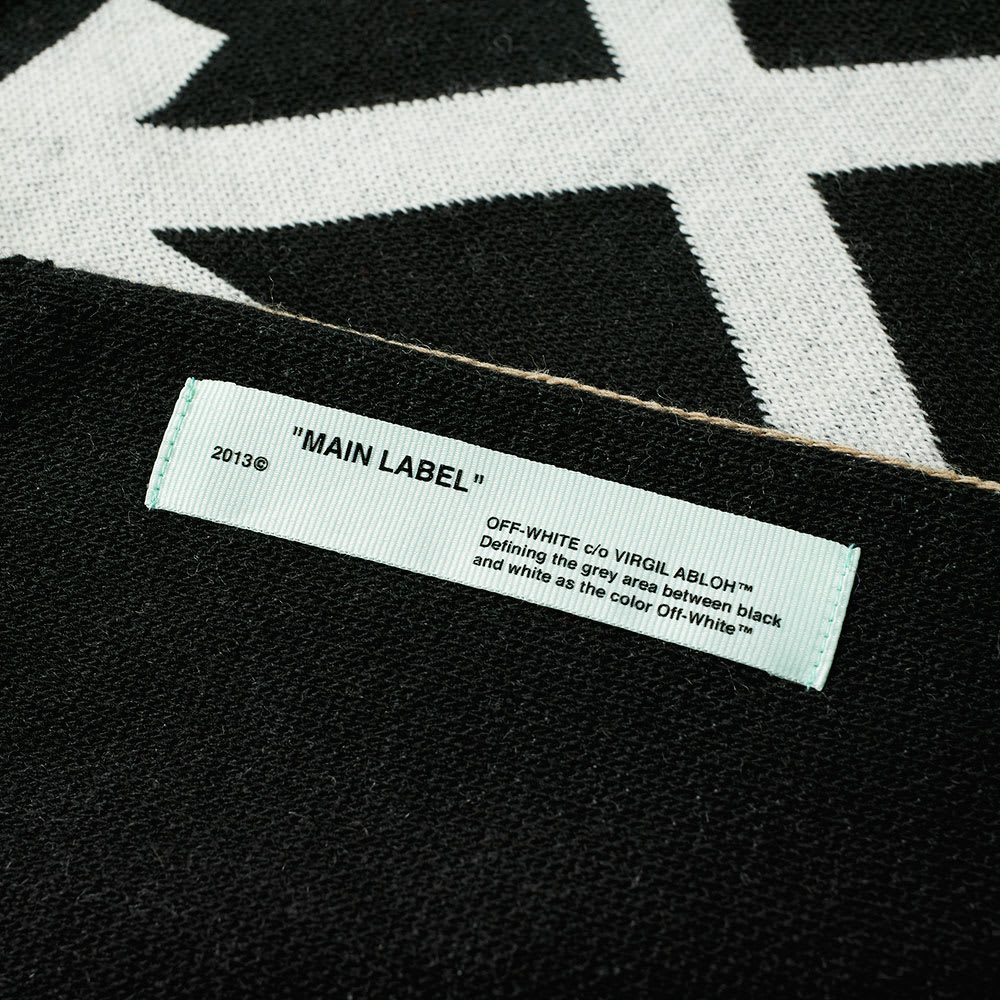 "MAIN LABEL"
2013©
OFF-WHITE c/o VIRGIL ABLOH™
Defining the grey area between black
and white as the color Off-White™